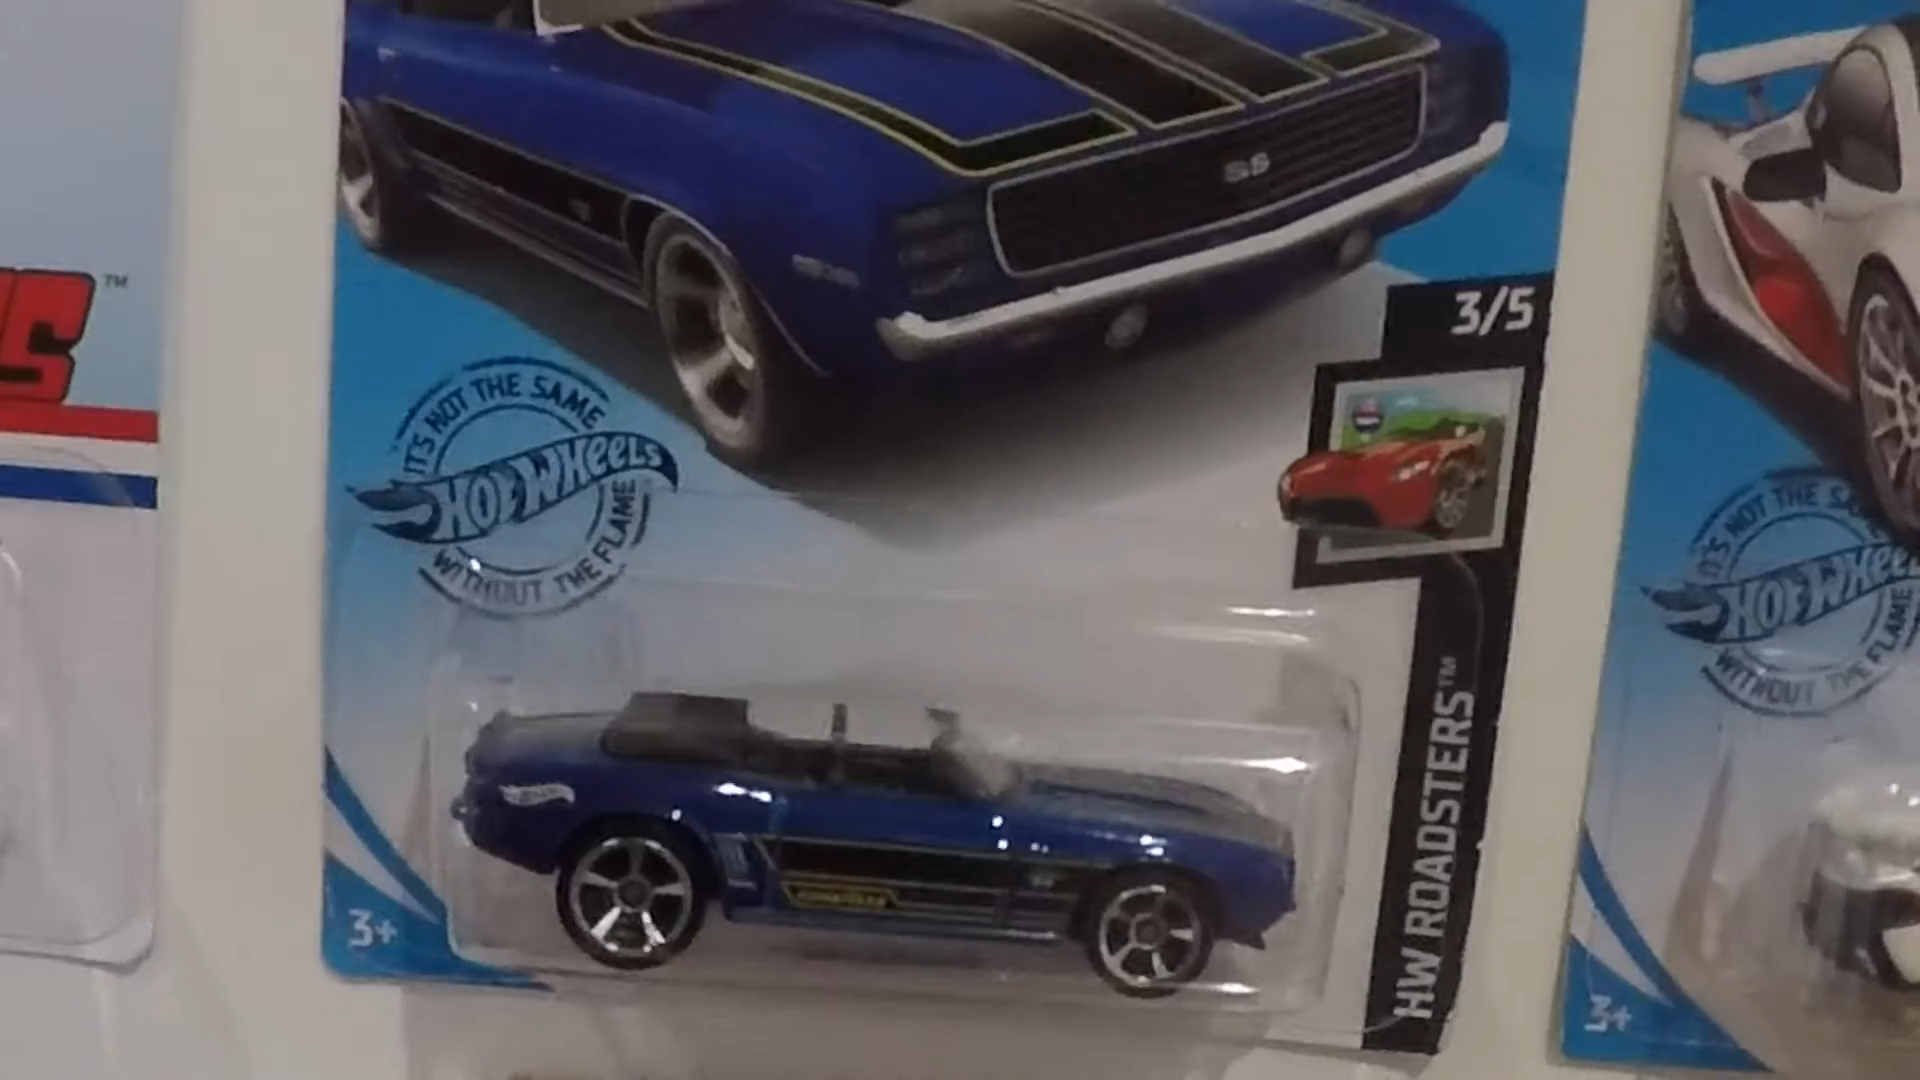 SS
3/5
TM
IT'S NOT THE SAME
HOT WHEELS
WITHOUT THE FLAME
HW ROADSTERS™
3+
IT'S NOT THE SAME
HOT WHEELS
WITHOUT THE FLAME
3+